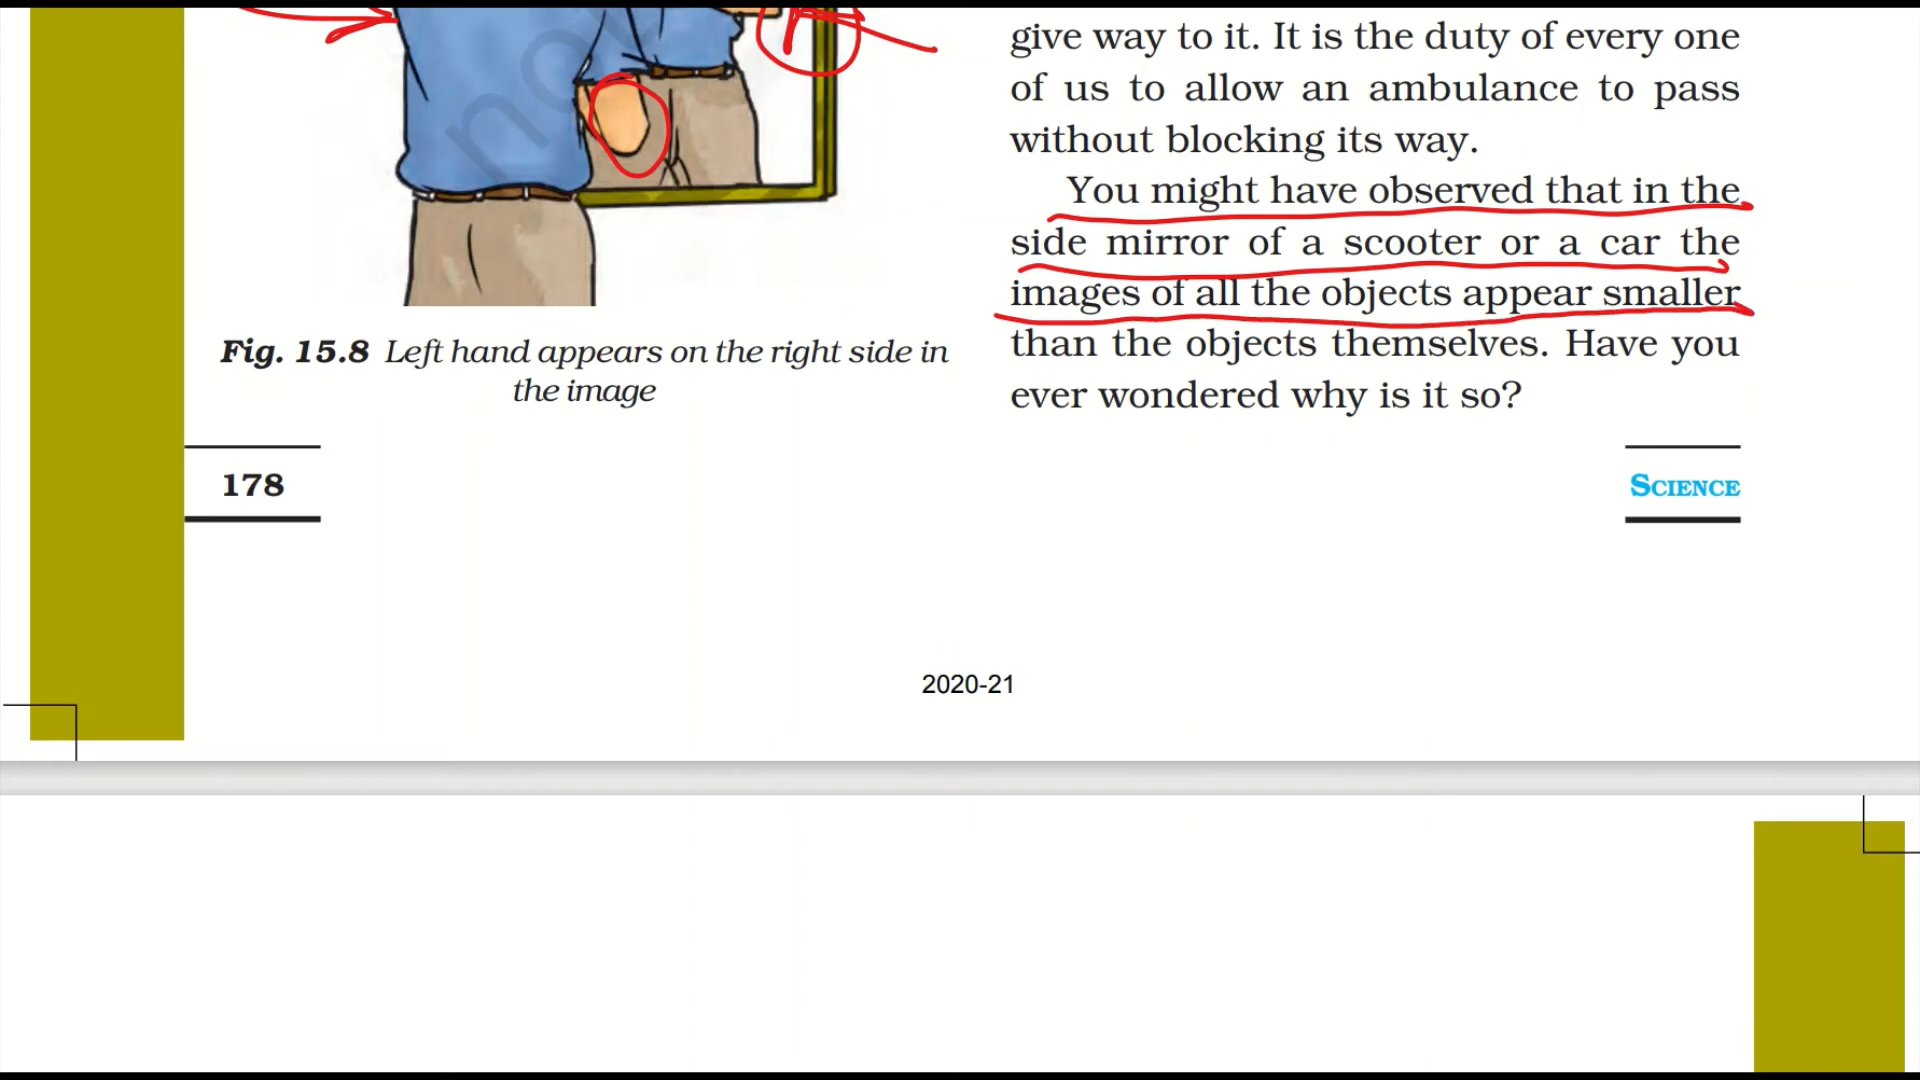 Fig. 15.8 Left hand appears on the right side in
the image
give way to it. It is the duty of every one
of us to allow an ambulance to pass
without blocking its way.
You might have observed that in the
side mirror of a scooter or a car the
images of all the objects appear smaller
than the objects themselves. Have you
ever wondered why is it so?
178
SCIENCE
2020-21